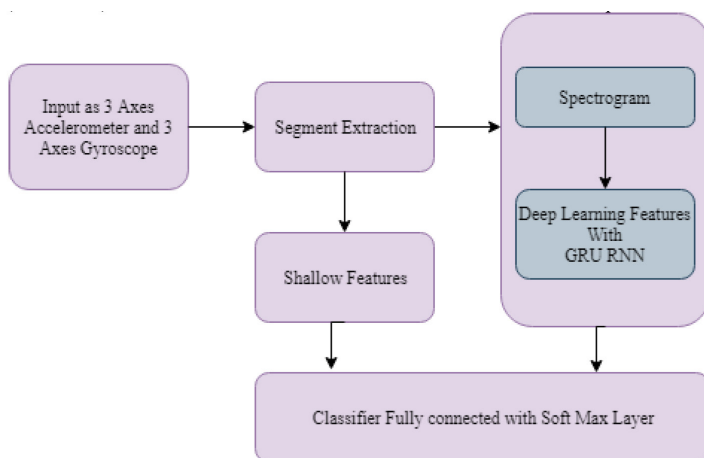 Input as 3 Axes
Accelerometer and 3
Axes Gyroscope
Segment Extraction
Spectrogram
Deep Learning Features
With
GRU RNN
Shallow Features
Classifier Fully connected with Soft Max Layer